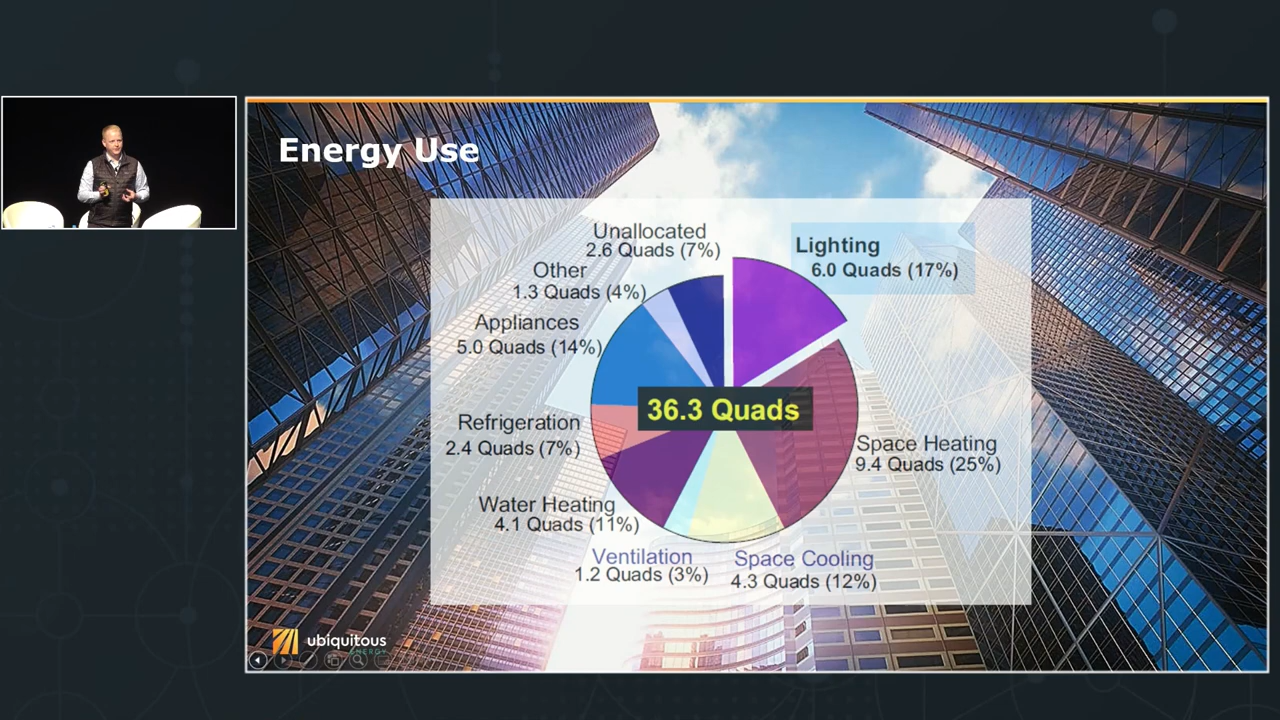 Energy Use
Unallocated
2.6 Quads (7%)
Lighting
6.0 Quads (17%)
Other
1.3 Quads (4%)
Appliances
5.0 Quads (14%)
36.3 Quads
Refrigeration
2.4 Quads (7%)
Space Heating
9.4 Quads (25%)
Water Heating
4.1 Quads (11%)
Ventilation
1.2 Quads (3%)
Space Cooling
4.3 Quads (12%)
ubiquitous
ENERGY